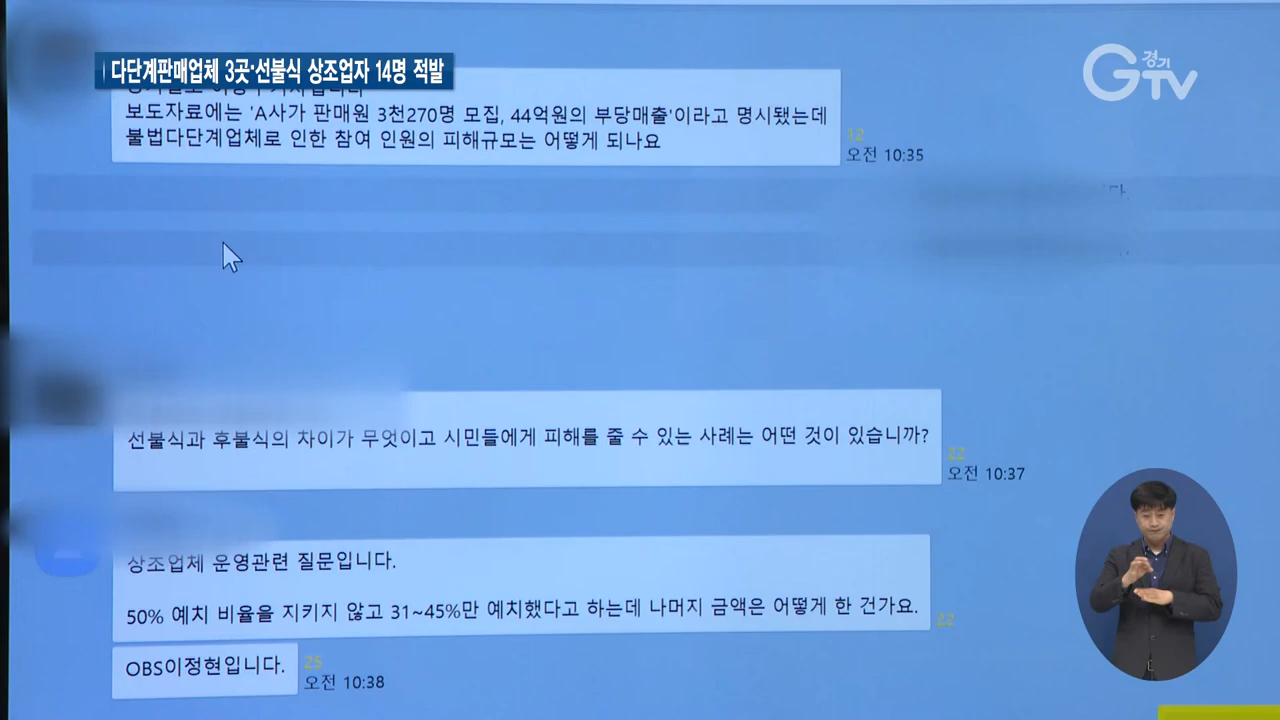 다단계판매업체 3곳·선불식 상조업자 14명 적발
경기 GTV
보도자료에는 'A사가 판매원 3천270명 모집, 44억원의 부당매출'이라고 명시됐는데
불법다단계업체로 인한 참여 인원의 피해규모는 어떻게 되나요
12
오전 10:35
선불식과 후불식의 차이가 무엇이고 시민들에게 피해를 줄 수 있는 사례는 어떤 것이 있습니까?
22
오전 10:37
상조업체 운영관련 질문입니다.
50% 예치 비율을 지키지 않고 31~45%만 예치했다고 하는데 나머지 금액은 어떻게 한 건가요.
22
OBS이정현입니다.
25
오전 10:38